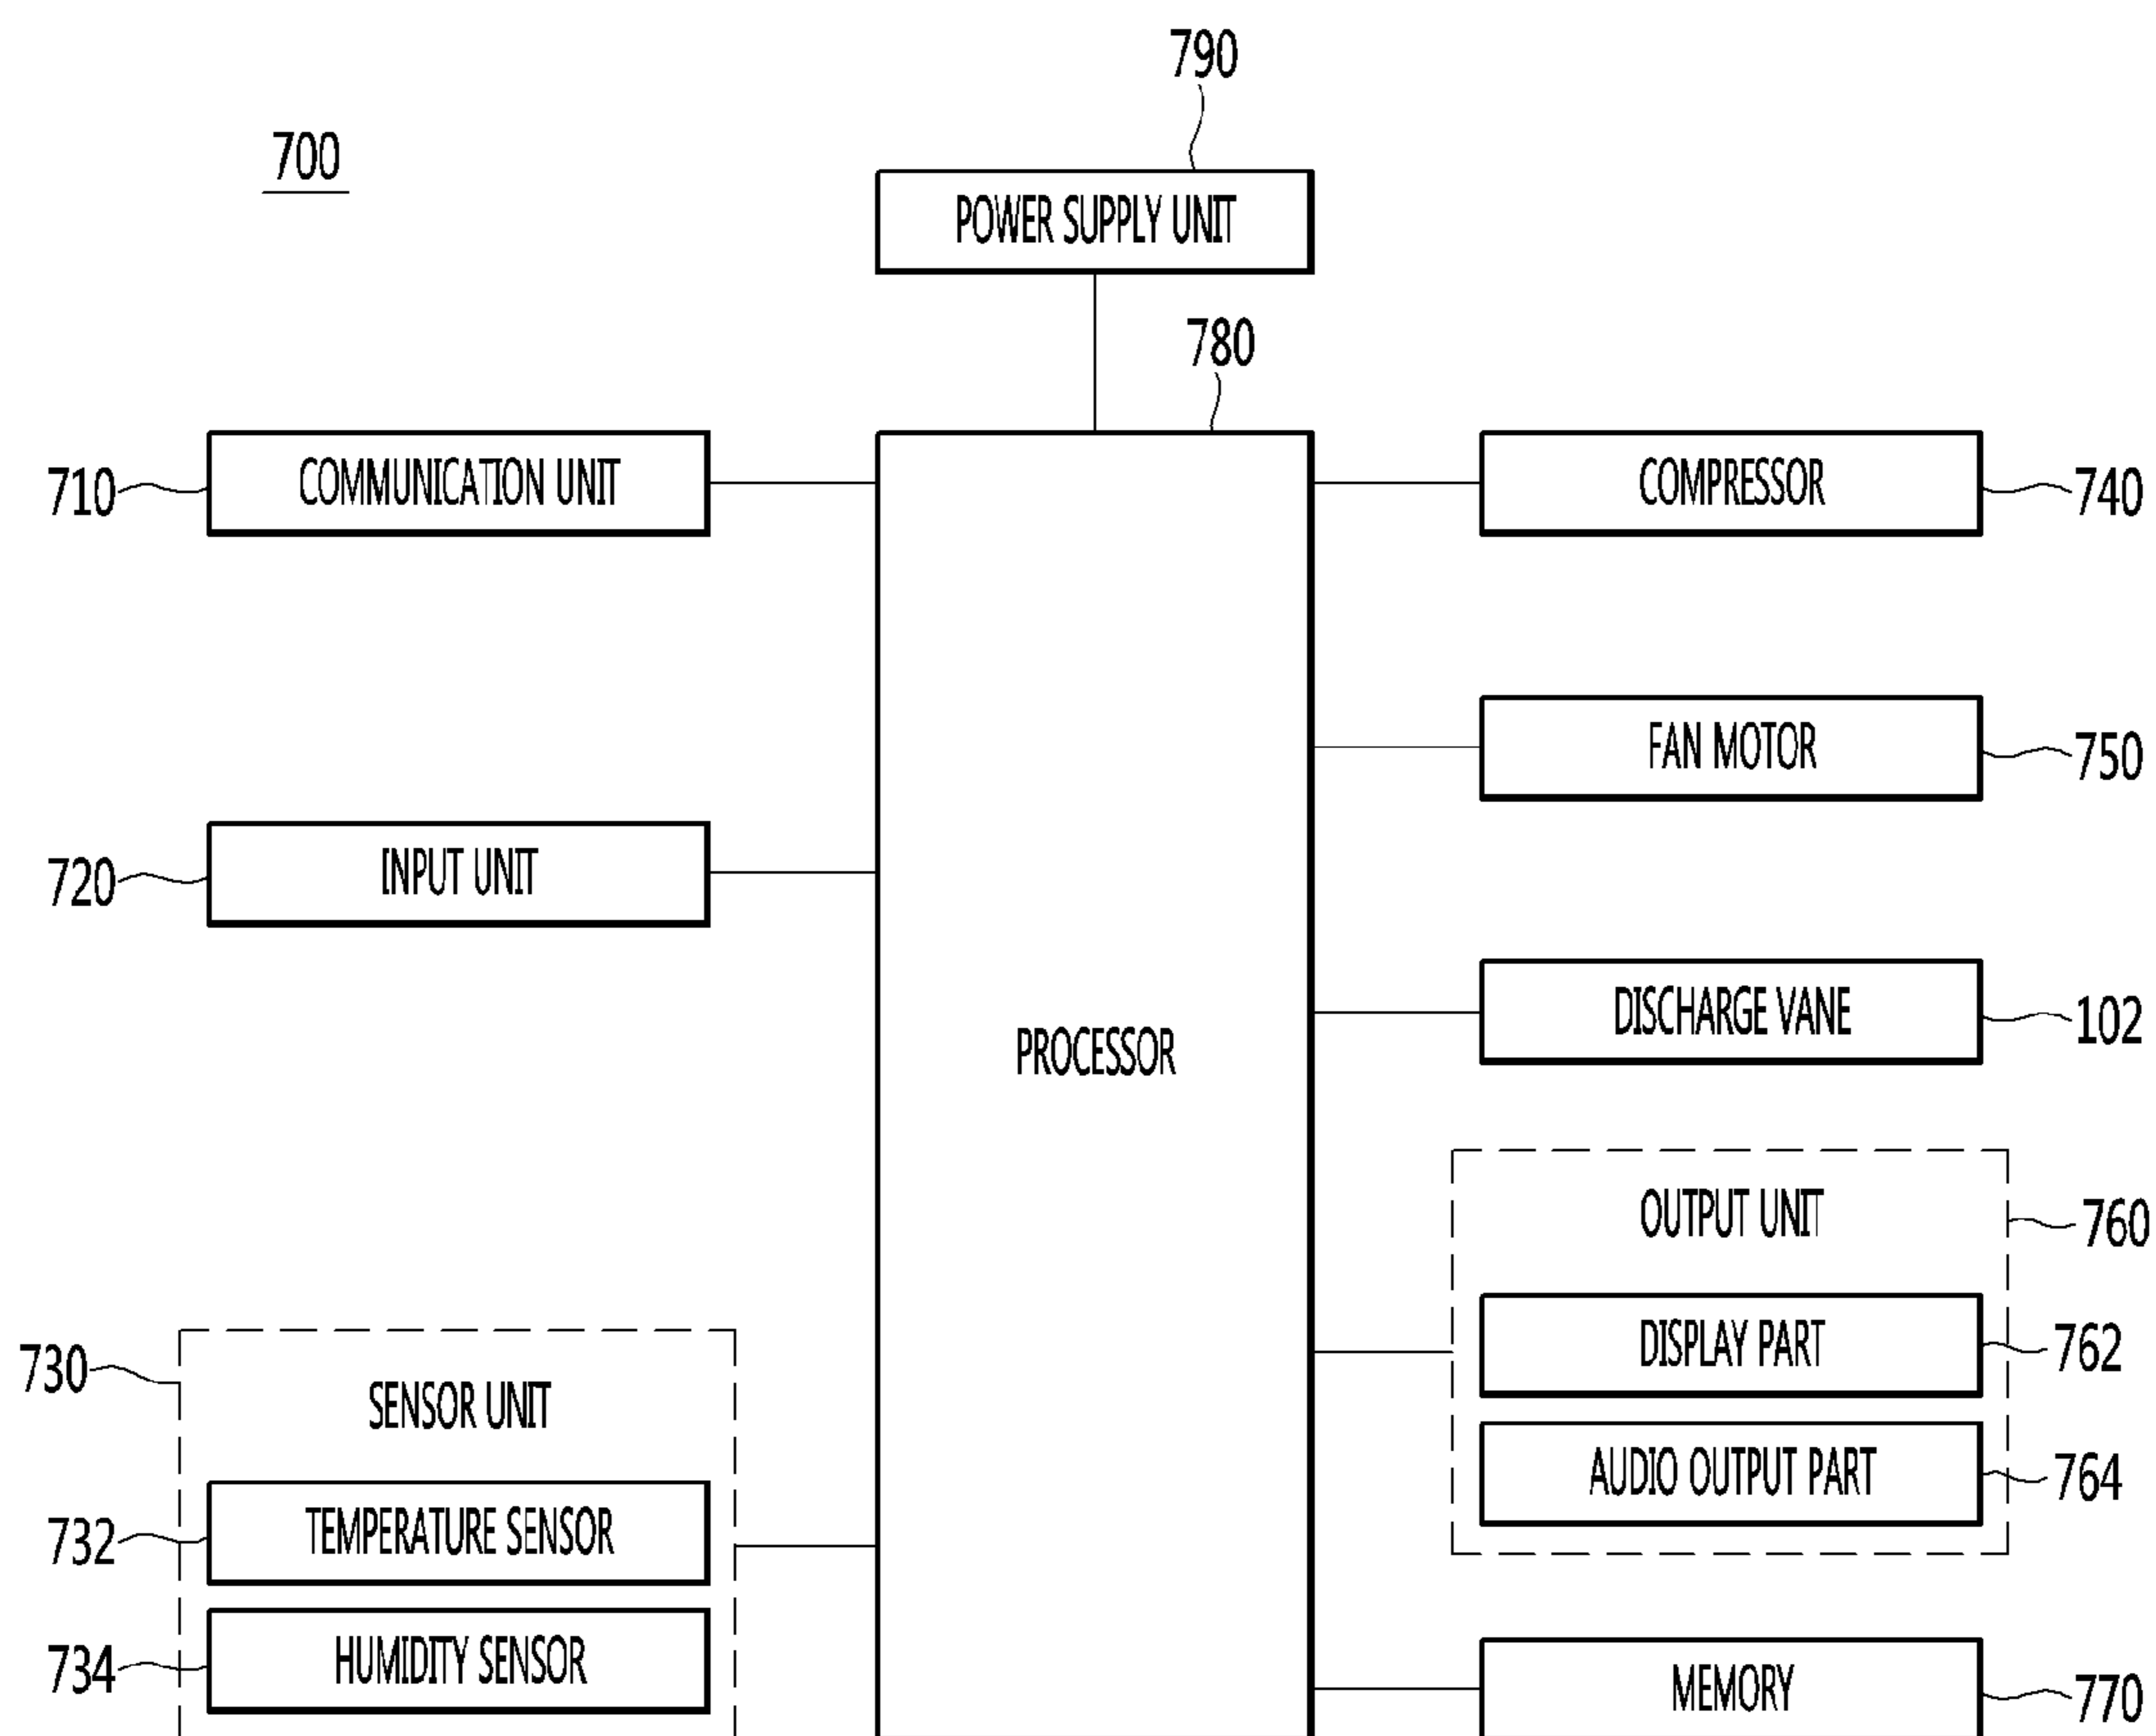 790
700
POWER SUPPLY UNIT
780
710
COMMUNICATION UNIT
COMPRESSOR
740
FAN MOTOR
750
720
INPUT UNIT
DISCHARGE VANE
102
PROCESSOR
OUTPUT UNIT
760
DISPLAY PART
762
730
SENSOR UNIT
AUDIO OUTPUT PART
764
732
TEMPERATURE SENSOR
734
HUMIDITY SENSOR
MEMORY
770